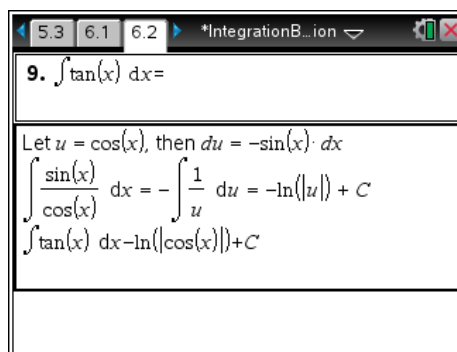 5.3 6.1 6.2 *IntegrationB...ion
9. ∫tan(x) dx=
Let u = cos(x), then du = -sin(x)· dx
∫ sin(x)/cos(x) dx = -∫ 1/u du = -ln(|u|) + C
∫tan(x) dx-ln(|cos(x)|)+C